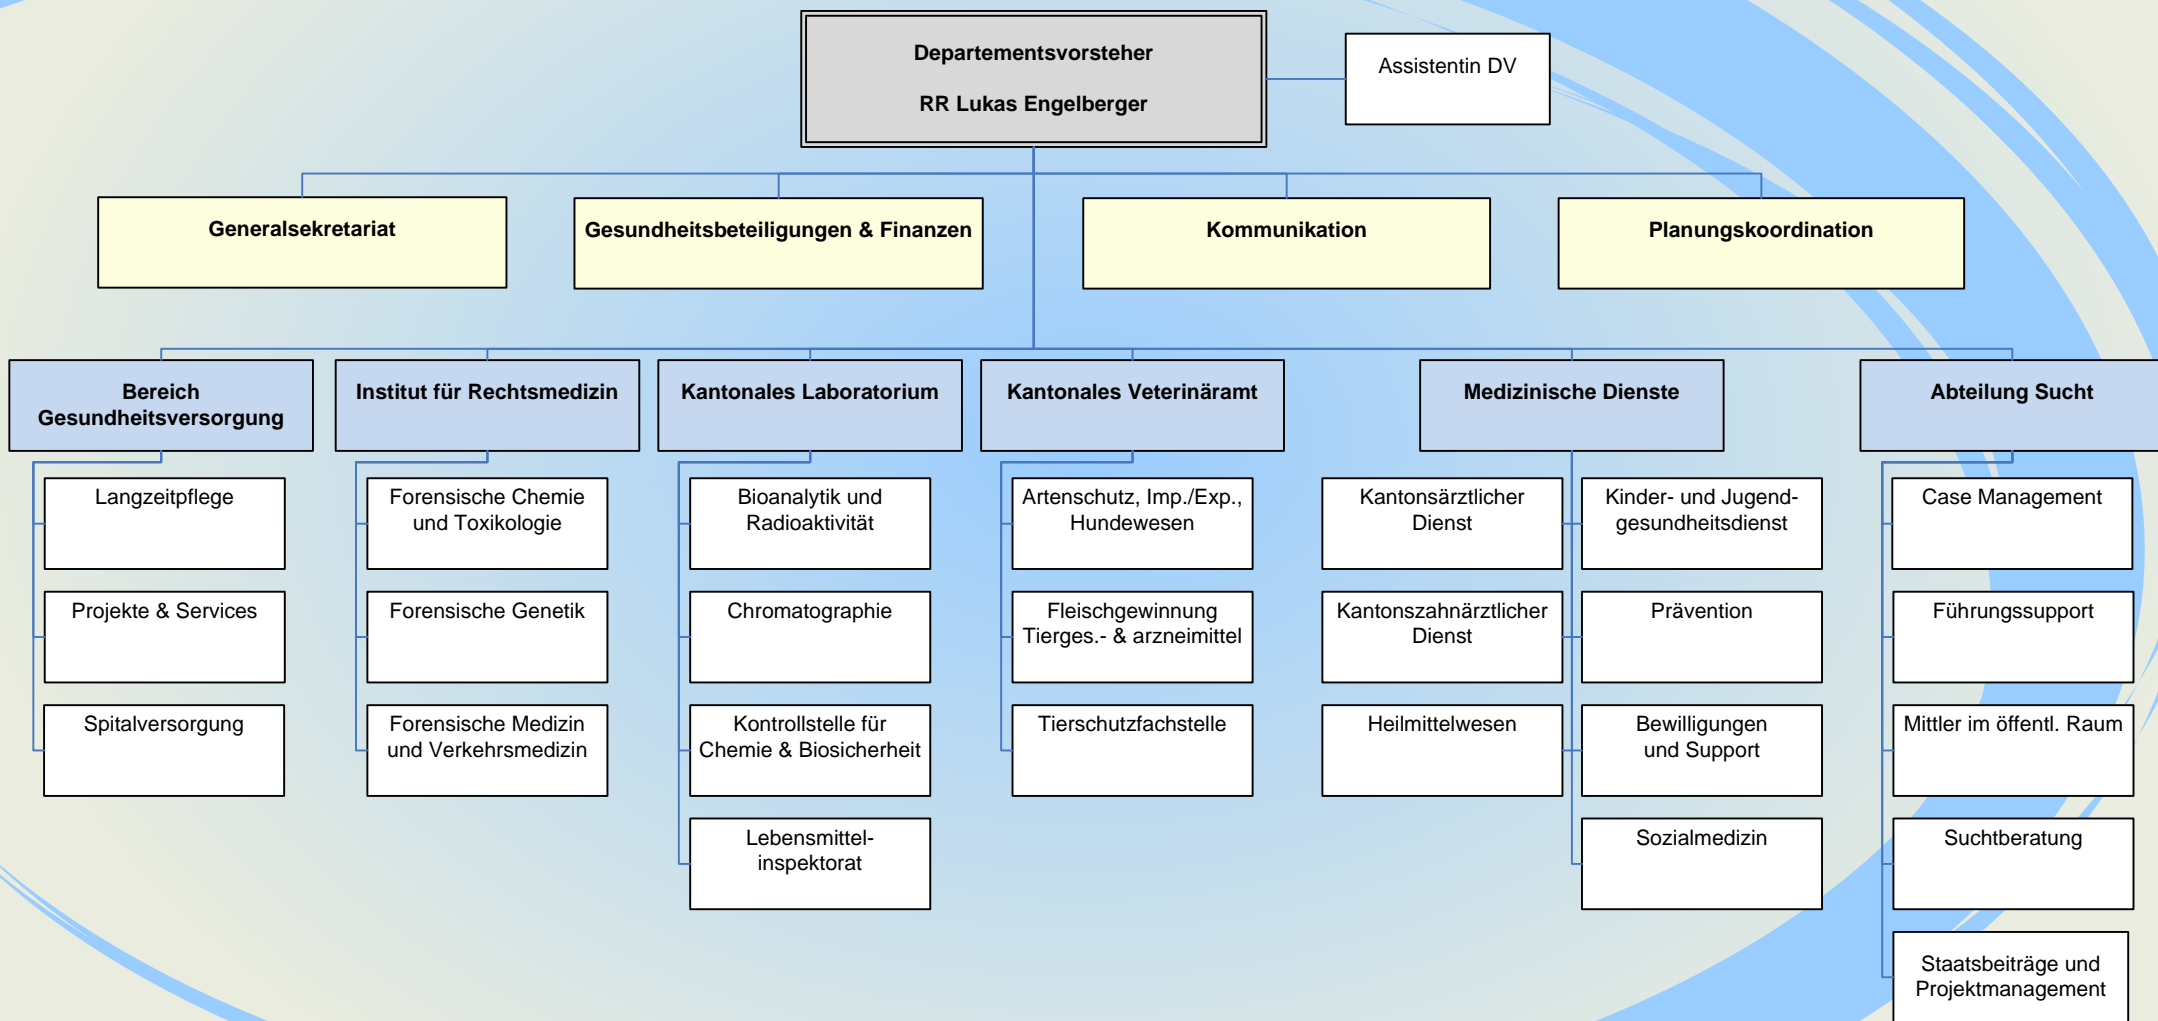 Departementsvorsteher
RR Lukas Engelberger
Assistentin DV
Generalsekretariat
Gesundheitsbeteiligungen & Finanzen
Kommunikation
Planungskoordination
Bereich
Gesundheitsversorgung
Langzeitpflege
Projekte & Services
Spitalversorgung
Institut für Rechtsmedizin
Forensische Chemie
und Toxikologie
Forensische Genetik
Forensische Medizin
und Verkehrsmedizin
Kantonales Laboratorium
Bioanalytik und
Radioaktivität
Chromatographie
Kontrollstelle für
Chemie & Biosicherheit
Lebensmittel-
inspektorat
Kantonales Veterinäramt
Artenschutz, Imp./Exp.,
Hundewesen
Fleischgewinnung
Tierges.- & arzneimittel
Tierschutzfachstelle
Medizinische Dienste
Kantonsärztlicher
Dienst
Kantonszahnärztlicher
Dienst
Heilmittelwesen
Kinder- und Jugend-
gesundheitsdienst
Prävention
Bewilligungen
und Support
Sozialmedizin
Abteilung Sucht
Case Management
Führungssupport
Mittler im öffentl. Raum
Suchtberatung
Staatsbeiträge und
Projektmanagement